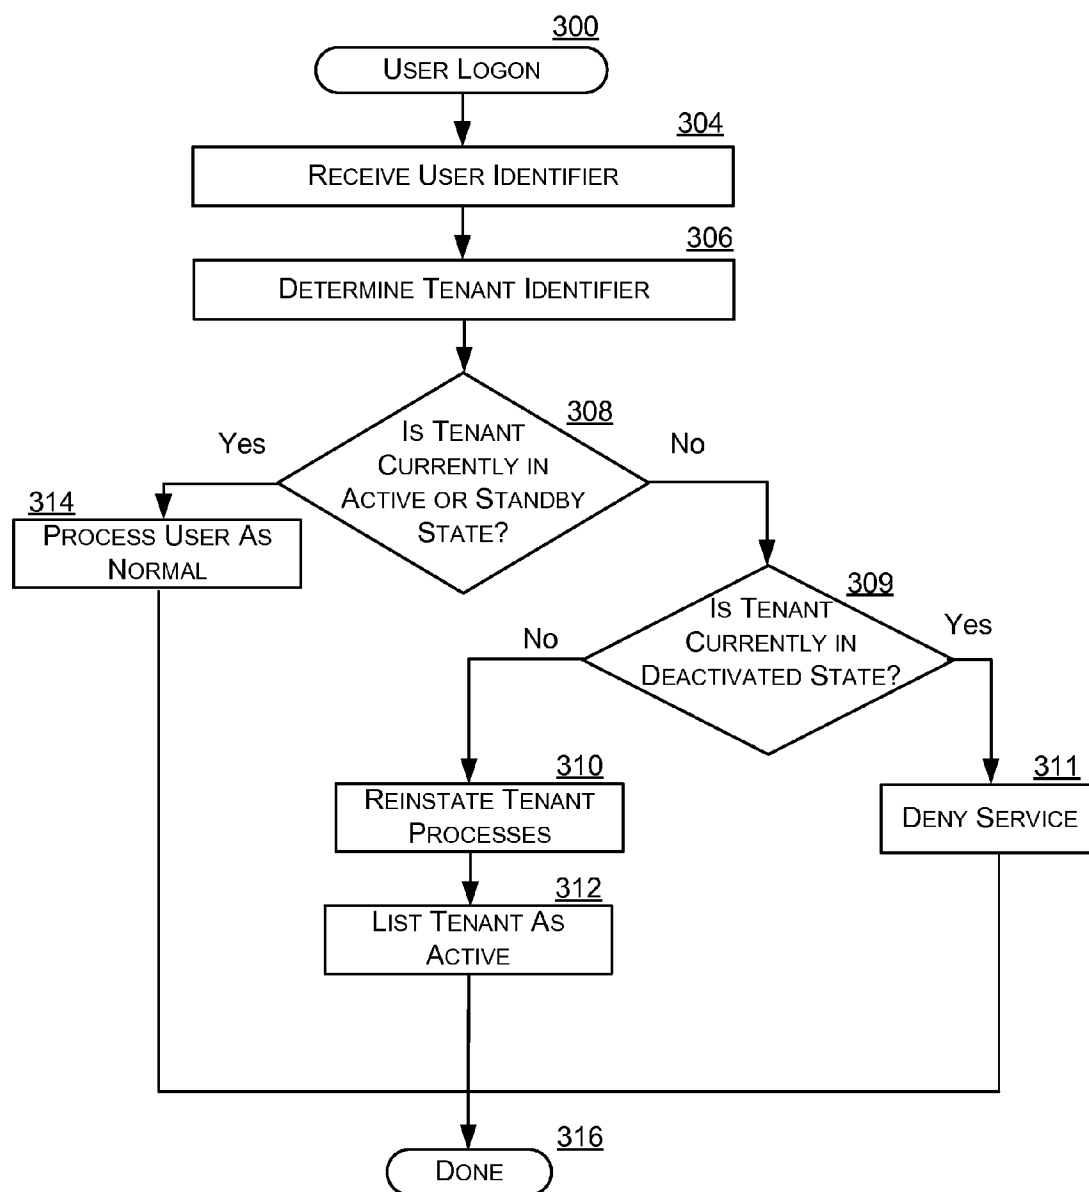 300
USER LOGON
304
RECEIVE USER IDENTIFIER
306
DETERMINE TENANT IDENTIFIER
308
IS TENANT
CURRENTLY IN
ACTIVE OR STANDBY
STATE?
Yes
No
314
PROCESS USER AS
NORMAL
309
IS TENANT
CURRENTLY IN
DEACTIVATED STATE?
No
Yes
310
REINSTATE TENANT
PROCESSES
311
DENY SERVICE
312
LIST TENANT AS
ACTIVE
316
DONE